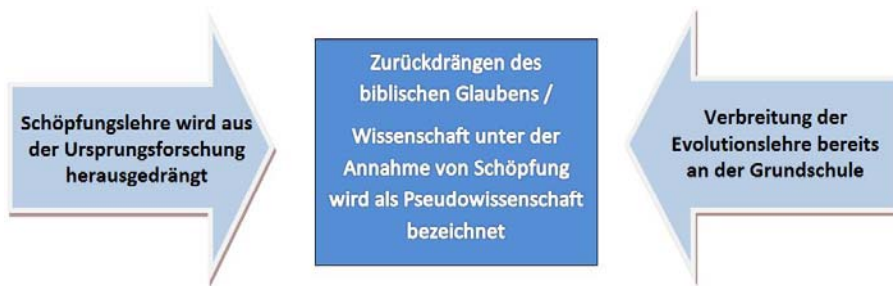 Schöpfungslehre wird aus
der Ursprungsforschung
herausgedrängt
Zurückdrängen des
biblischen Glaubens /
Wissenschaft unter der
Annahme von Schöpfung
wird als Pseudowissenschaft
bezeichnet
Verbreitung der
Evolutionslehre bereits
an der Grundschule